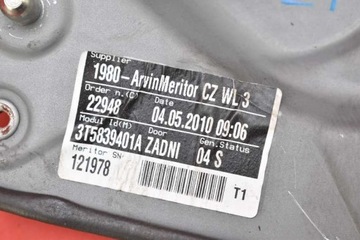 Supplier
1980-ArvinMeritor CZ WL 3
Order n.(C) Date
22948 04.05.2010 09:06
Modul Id(M) Door Gen.Status
3T5839401A ZADNI 04 S
Meritor SN:
121978
T1